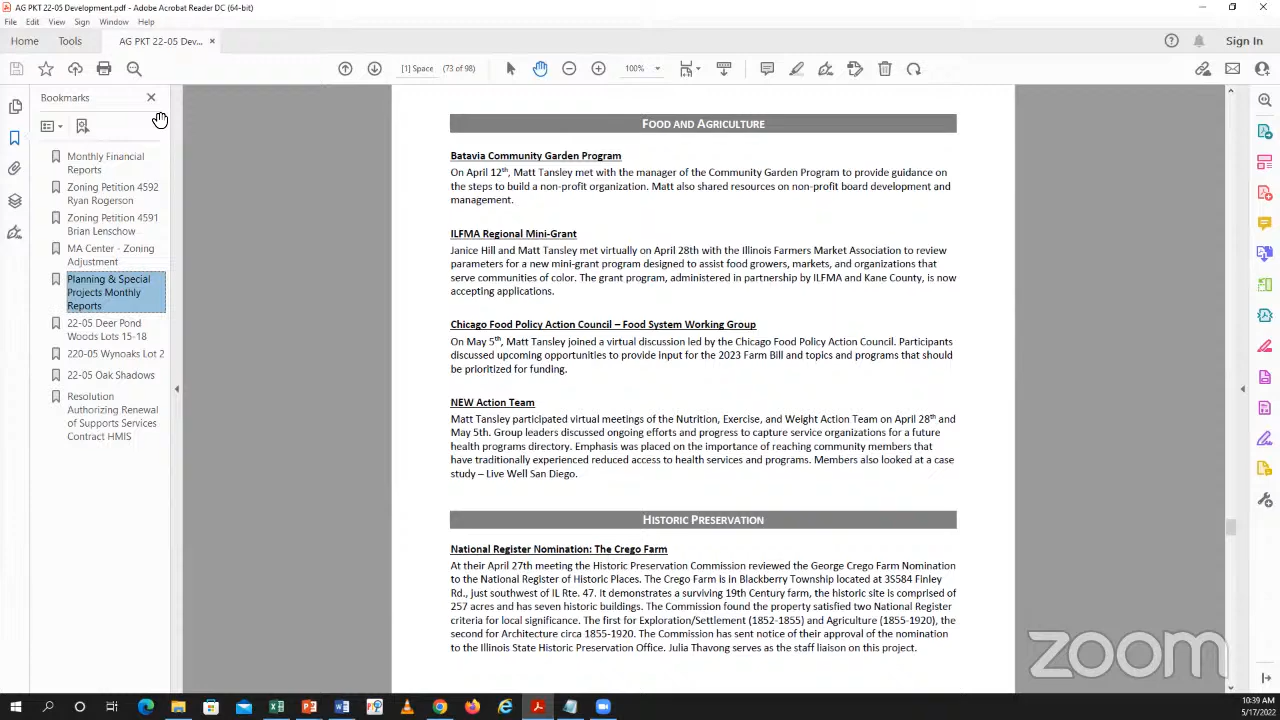 AG PKT 22-05 Development.pdf - Adobe Acrobat Reader DC (64-bit)
File Edit View Sign Window Help
Home Tools AG PKT 22-05 Dev... × Sign In
[1] Space (73 of 98) 100%
Bookmarks
Monthly Financial
Reports
Zoning Petition 4592
Ryan Rogerson
Zoning Petition 4591
Brian Lenschow
MA Center - Zoning
Adjustment
Planning & Special
Projects Monthly
Reports
22-05 Deer Pond
Woods Lots 15-18
220-05 Wynoaks Lot 2
22-05 Oak Shadows
Resolution
Authorizing Renewal
of Supports Services
Contract HMIS
FOOD AND AGRICULTURE
Batavia Community Garden Program
On April 12th, Matt Tansley met with the manager of the Community Garden Program to provide guidance on
the steps to build a non-profit organization. Matt also shared resources on non-profit board development and
management.
ILFMA Regional Mini-Grant
Janice Hill and Matt Tansley met virtually on April 28th with the Illinois Farmers Market Association to review
parameters for a new mini-grant program designed to assist food growers, markets, and organizations that
serve communities of color. The grant program, administered in partnership by ILFMA and Kane County, is now
accepting applications.
Chicago Food Policy Action Council – Food System Working Group
On May 5th, Matt Tansley joined a virtual discussion led by the Chicago Food Policy Action Council. Participants
discussed upcoming opportunities to provide input for the 2023 Farm Bill and topics and programs that should
be prioritized for funding.
NEW Action Team
Matt Tansley participated virtual meetings of the Nutrition, Exercise, and Weight Action Team on April 28th and
May 5th. Group leaders discussed ongoing efforts and progress to capture service organizations for a future
health programs directory. Emphasis was placed on the importance of reaching community members that
have traditionally experienced reduced access to health services and programs. Members also looked at a case
study – Live Well San Diego.
HISTORIC PRESERVATION
National Register Nomination: The Crego Farm
At their April 27th meeting the Historic Preservation Commission reviewed the George Crego Farm Nomination
to the National Register of Historic Places. The Crego Farm is in Blackberry Township located at 3S584 Finley
Rd., just southwest of IL Rte. 47. It demonstrates a surviving 19th Century farm, the historic site is comprised of
257 acres and has seven historic buildings. The Commission found the property satisfied two National Register
criteria for local significance. The first for Exploration/Settlement (1852-1855) and Agriculture (1855-1920), the
second for Architecture circa 1855-1920. The Commission has sent notice of their approval of the nomination
to the Illinois State Historic Preservation Office. Julia Thavong serves as the staff liaison on this project.
zoom
10:39 AM
5/17/2022